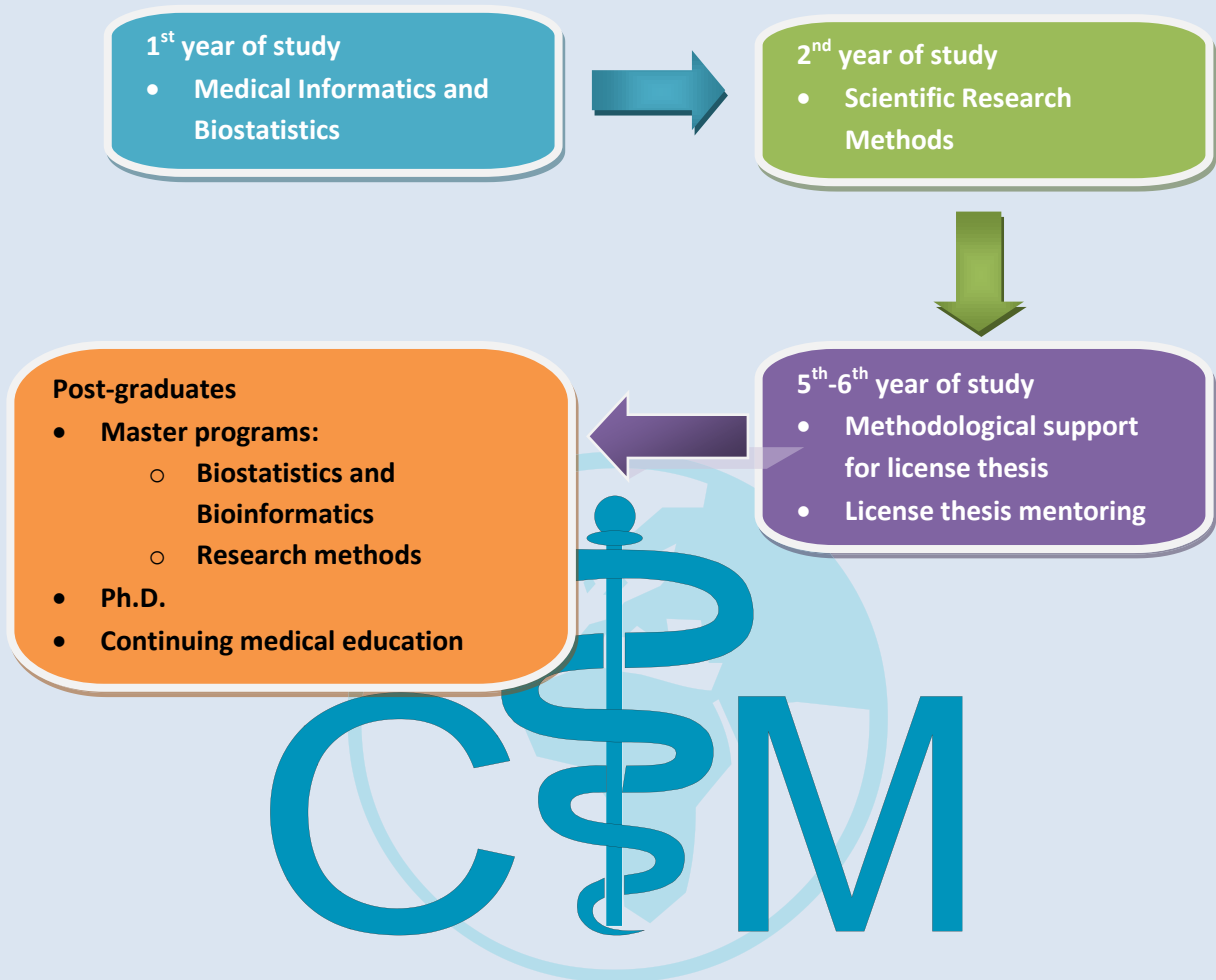 1st year of study
• Medical Informatics and
Biostatistics
2nd year of study
• Scientific Research
Methods
5th-6th year of study
• Methodological support
for license thesis
• License thesis mentoring
Post-graduates
• Master programs:
o Biostatistics and
Bioinformatics
o Research methods
• Ph.D.
• Continuing medical education
C M